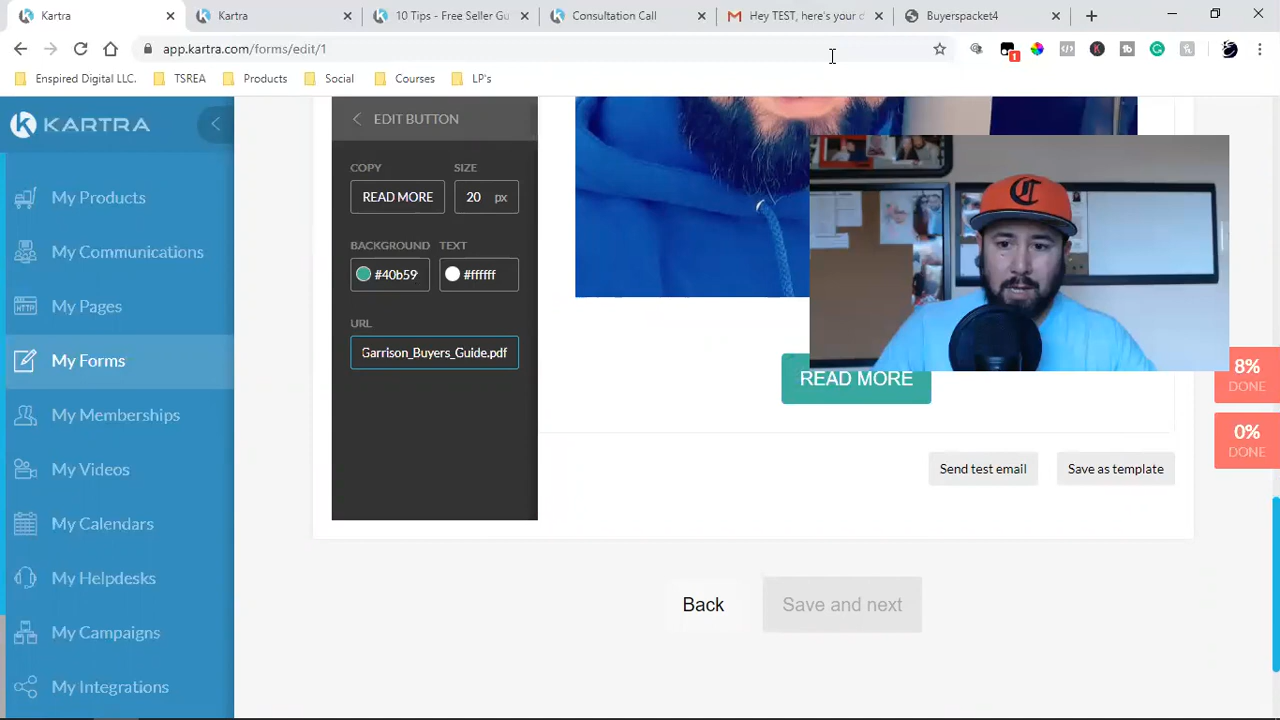 Kartra
Kartra
10 Tips - Free Seller Gu
Consultation Call
Hey TEST, here's your d
Buyerspacket4
app.kartra.com/forms/edit/1
1
Enspired Digital LLC.
TSREA
Products
Social
Courses
LP's
KARTRA
My Products
My Communications
HTTP
My Pages
My Forms
My Memberships
My Videos
My Calendars
My Helpdesks
My Campaigns
My Integrations
EDIT BUTTON
COPY
SIZE
READ MORE
20 px
BACKGROUND
TEXT
#40b59
#ffffff
URL
Garrison_Buyers_Guide.pdf
READ MORE
Send test email
Save as template
Back
Save and next
8%
DONE
0%
DONE